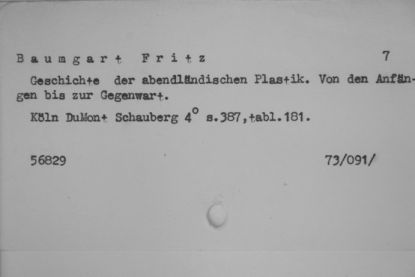 Baumgart Fritz 7
Geschichte der abendländischen Plastik. Von den Anfän-
gen bis zur Gegenwart.
Köln DuMont Schauberg 4° s.387,tabl.181.
56829 73/091/